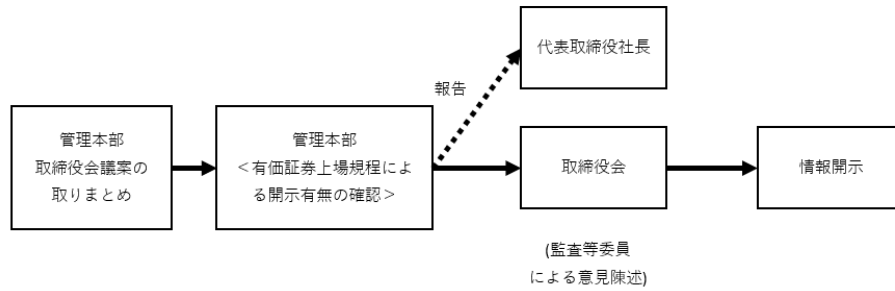 代表取締役社長
報告
管理本部
取締役会議案の
取りまとめ
管理本部
<有価証券上場規程によ
る開示有無の確認>
取締役会
情報開示
(監査等委員
による意見陳述)